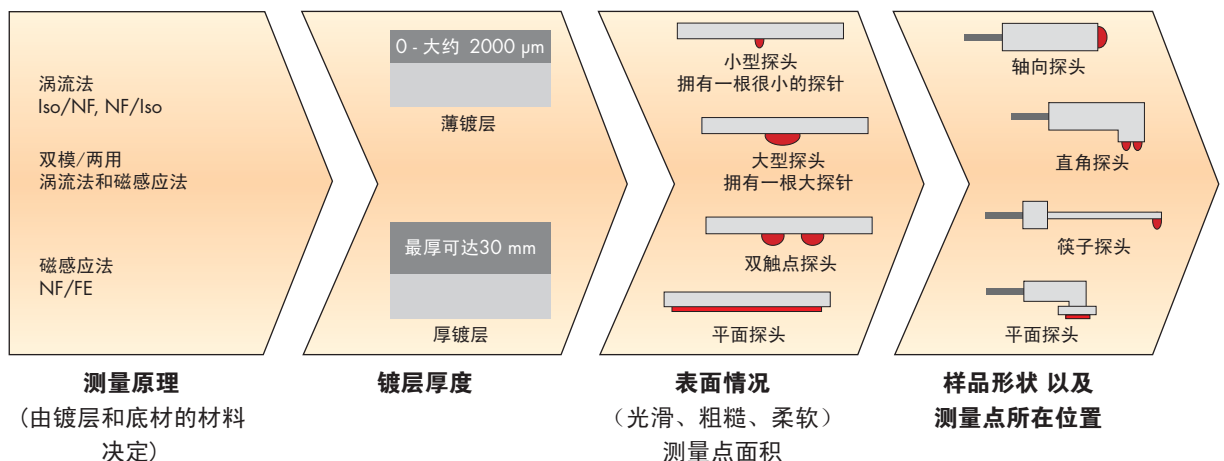 涡流法
Iso/NF, NF/Iso
双模/两用
涡流法和磁感应法
磁感应法
NF/FE
测量原理
(由镀层和底材的材料
决定)
0 - 大约 2000 µm
薄镀层
最厚可达30 mm
厚镀层
镀层厚度
小型探头
拥有一根很小的探针
大型探头
拥有一根大探针
双触点探头
平面探头
表面情况
(光滑、粗糙、柔软)
测量点面积
轴向探头
直角探头
筷子探头
平面探头
样品形状 以及
测量点所在位置